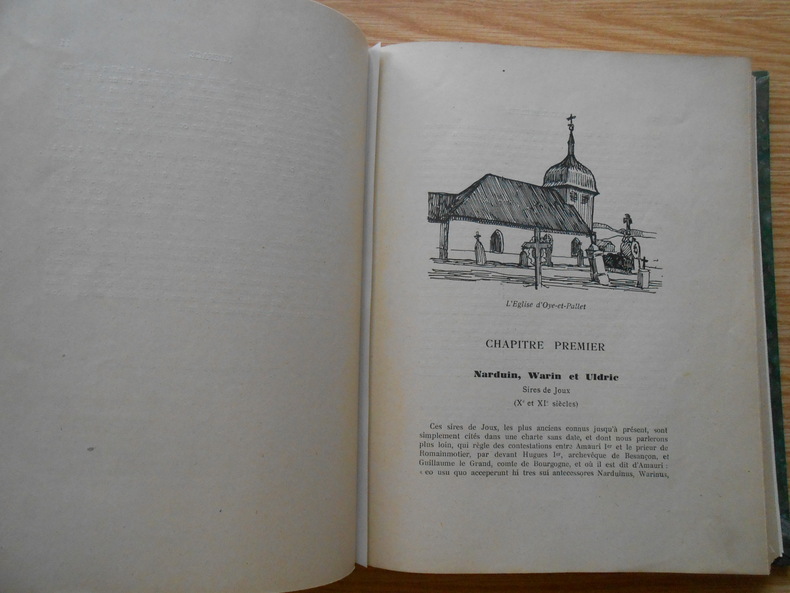 L'Eglise d'Oye-et-Pallet
CHAPITRE PREMIER
Narduin, Warin et Uldric
Sires de Joux
(Xe et XIe siècles)
Ces sires de Joux, les plus anciens connus jusqu'à présent, sont
simplement cités dans une charte sans date, et dont nous parlerons
plus loin, qui règle des contestations entre Amauri Ier et le prieur de
Romainmotier, par devant Hugues Ier, archevêque de Besançon, et
Guillaume le Grand, comte de Bourgogne, et où il est dit d'Amauri :
« eo usu quo acceperunt hi tres sui antecessores Narduinus, Warinus,